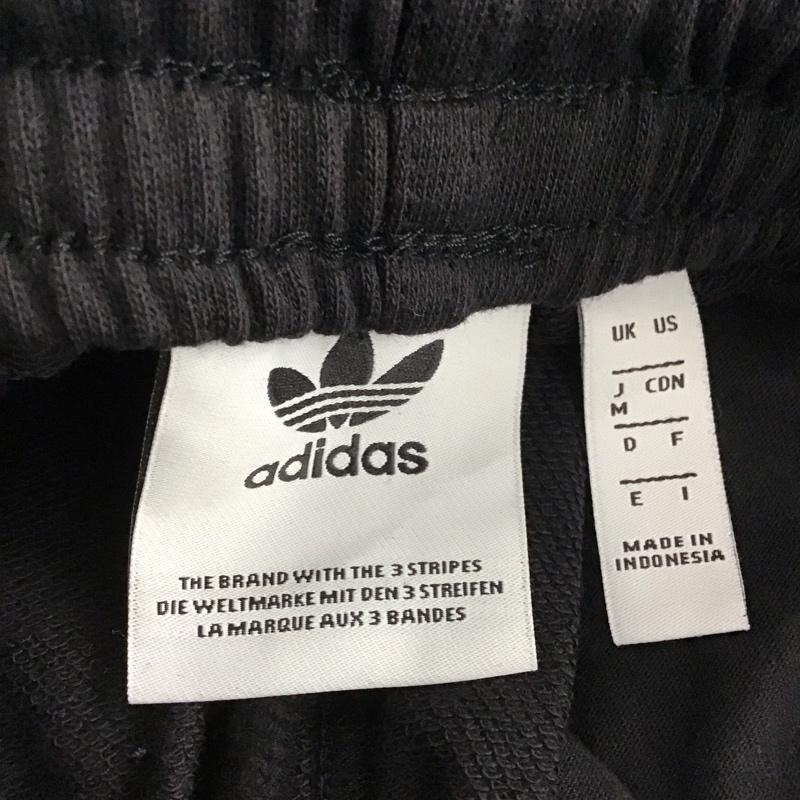 adidas
THE BRAND WITH THE 3 STRIPES
DIE WELTMARKE MIT DEN 3 STREIFEN
LA MARQUE AUX 3 BANDES
UK US
J CDN
M
D F
E I
MADE IN
INDONESIA